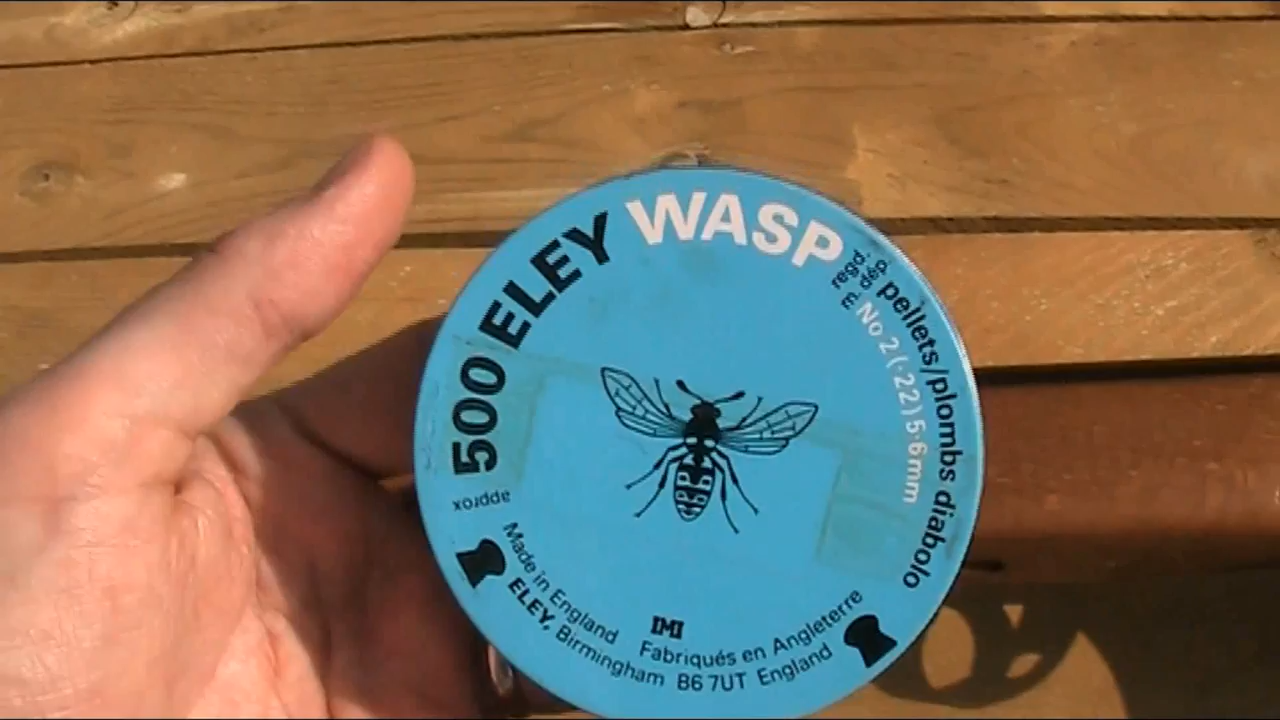 500 ELEY WASP
regd.
m. dép.
pellets/plombs diabolo
No 2 (·22) 5·6mm
approx
Made in England
Fabriqués en Angleterre
IMI
ELEY, Birmingham B6 7UT England